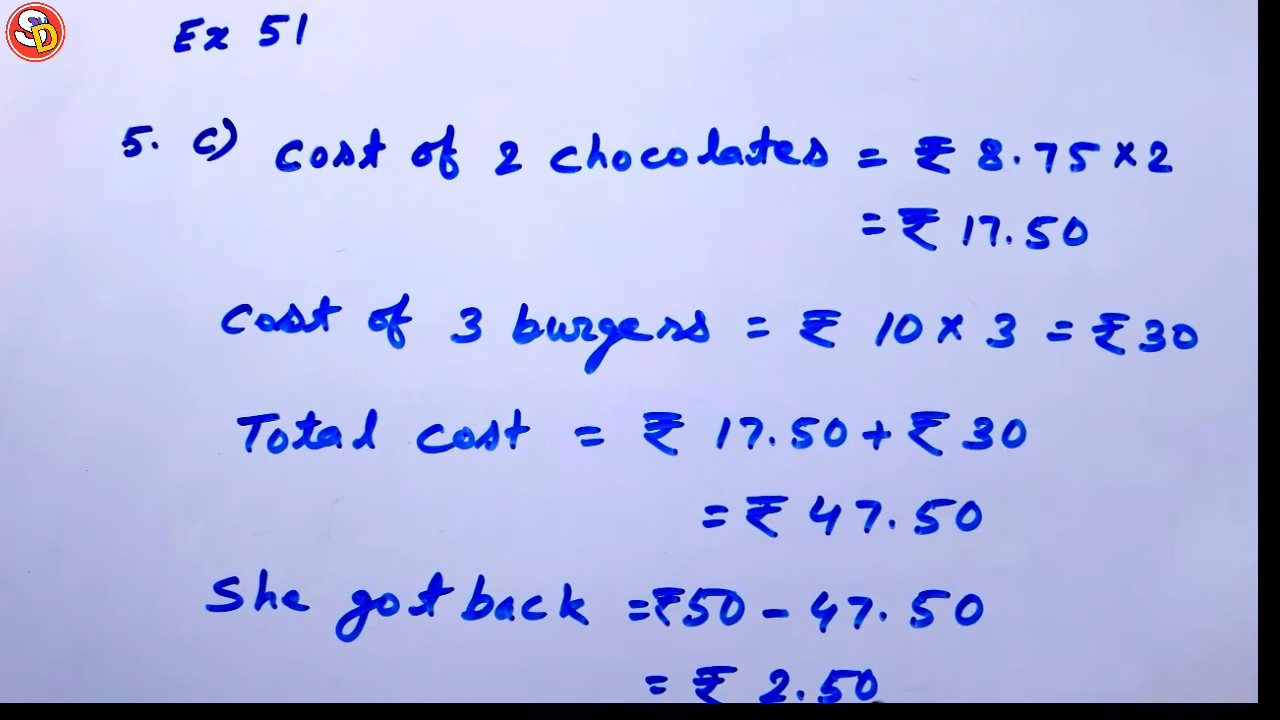 SD
Ex 51
5. c) Cost of 2 chocolates = ₹ 8.75 × 2
= ₹ 17.50
Cost of 3 burgers = ₹ 10 × 3 = ₹ 30
Total cost = ₹ 17.50 + ₹ 30
= ₹ 47.50
She got back = ₹50 - 47.50
= ₹ 2.50